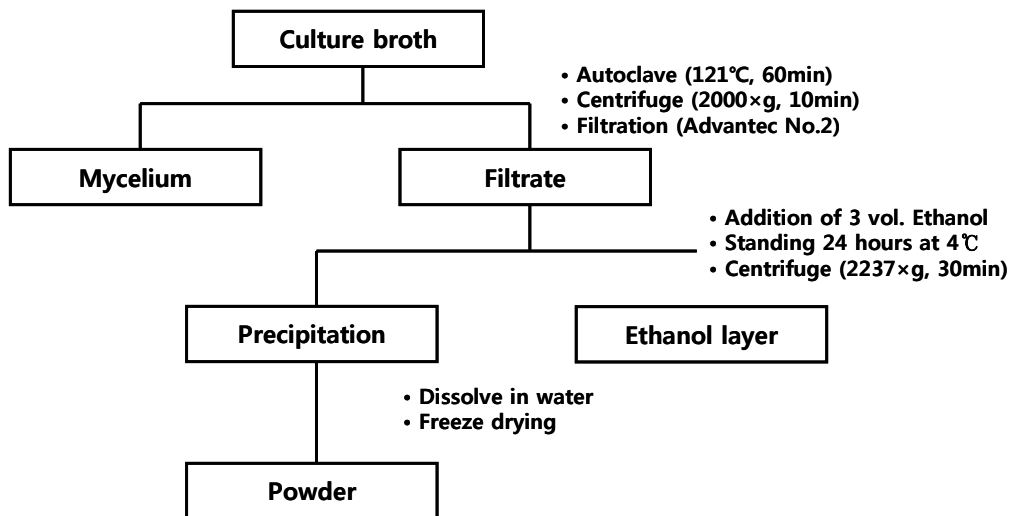 Culture broth
• Autoclave (121℃, 60min)
• Centrifuge (2000×g, 10min)
• Filtration (Advantec No.2)
Mycelium
Filtrate
• Addition of 3 vol. Ethanol
• Standing 24 hours at 4℃
• Centrifuge (2237×g, 30min)
Precipitation
Ethanol layer
• Dissolve in water
• Freeze drying
Powder